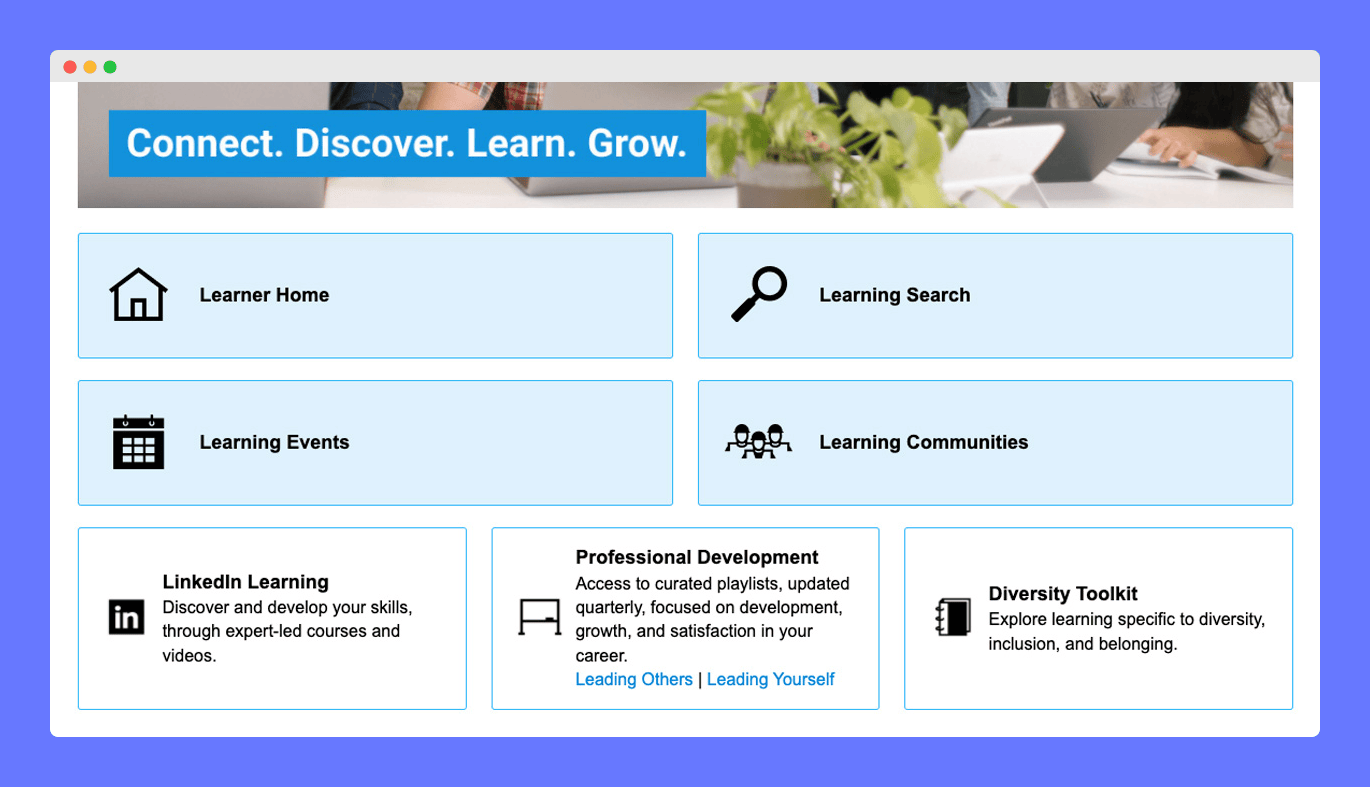 Connect. Discover. Learn. Grow.
Learner Home
Learning Search
Learning Events
Learning Communities
LinkedIn Learning
Discover and develop your skills,
through expert-led courses and
videos.
Professional Development
Access to curated playlists, updated
quarterly, focused on development,
growth, and satisfaction in your
career.
Leading Others | Leading Yourself
Diversity Toolkit
Explore learning specific to diversity,
inclusion, and belonging.
in